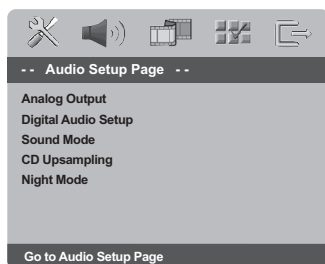 -- Audio Setup Page --
Analog Output
Digital Audio Setup
Sound Mode
CD Upsampling
Night Mode
Go to Audio Setup Page